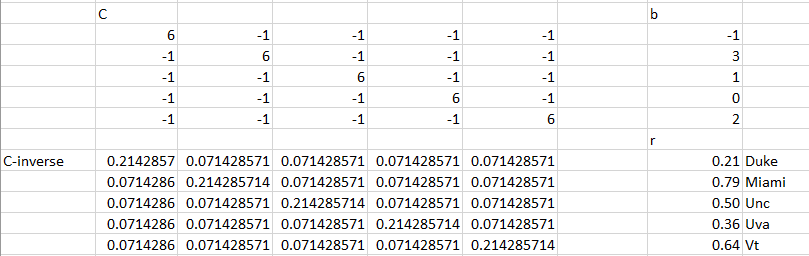 C b
6 -1 -1 -1 -1 -1
-1 6 -1 -1 -1 3
-1 -1 6 -1 -1 1
-1 -1 -1 6 -1 0
-1 -1 -1 -1 6 2
r
C-inverse 0.2142857 0.071428571 0.071428571 0.071428571 0.071428571 0.21 Duke
0.0714286 0.214285714 0.071428571 0.071428571 0.071428571 0.79 Miami
0.0714286 0.071428571 0.214285714 0.071428571 0.071428571 0.50 Unc
0.0714286 0.071428571 0.071428571 0.214285714 0.071428571 0.36 Uva
0.0714286 0.071428571 0.071428571 0.071428571 0.214285714 0.64 Vt